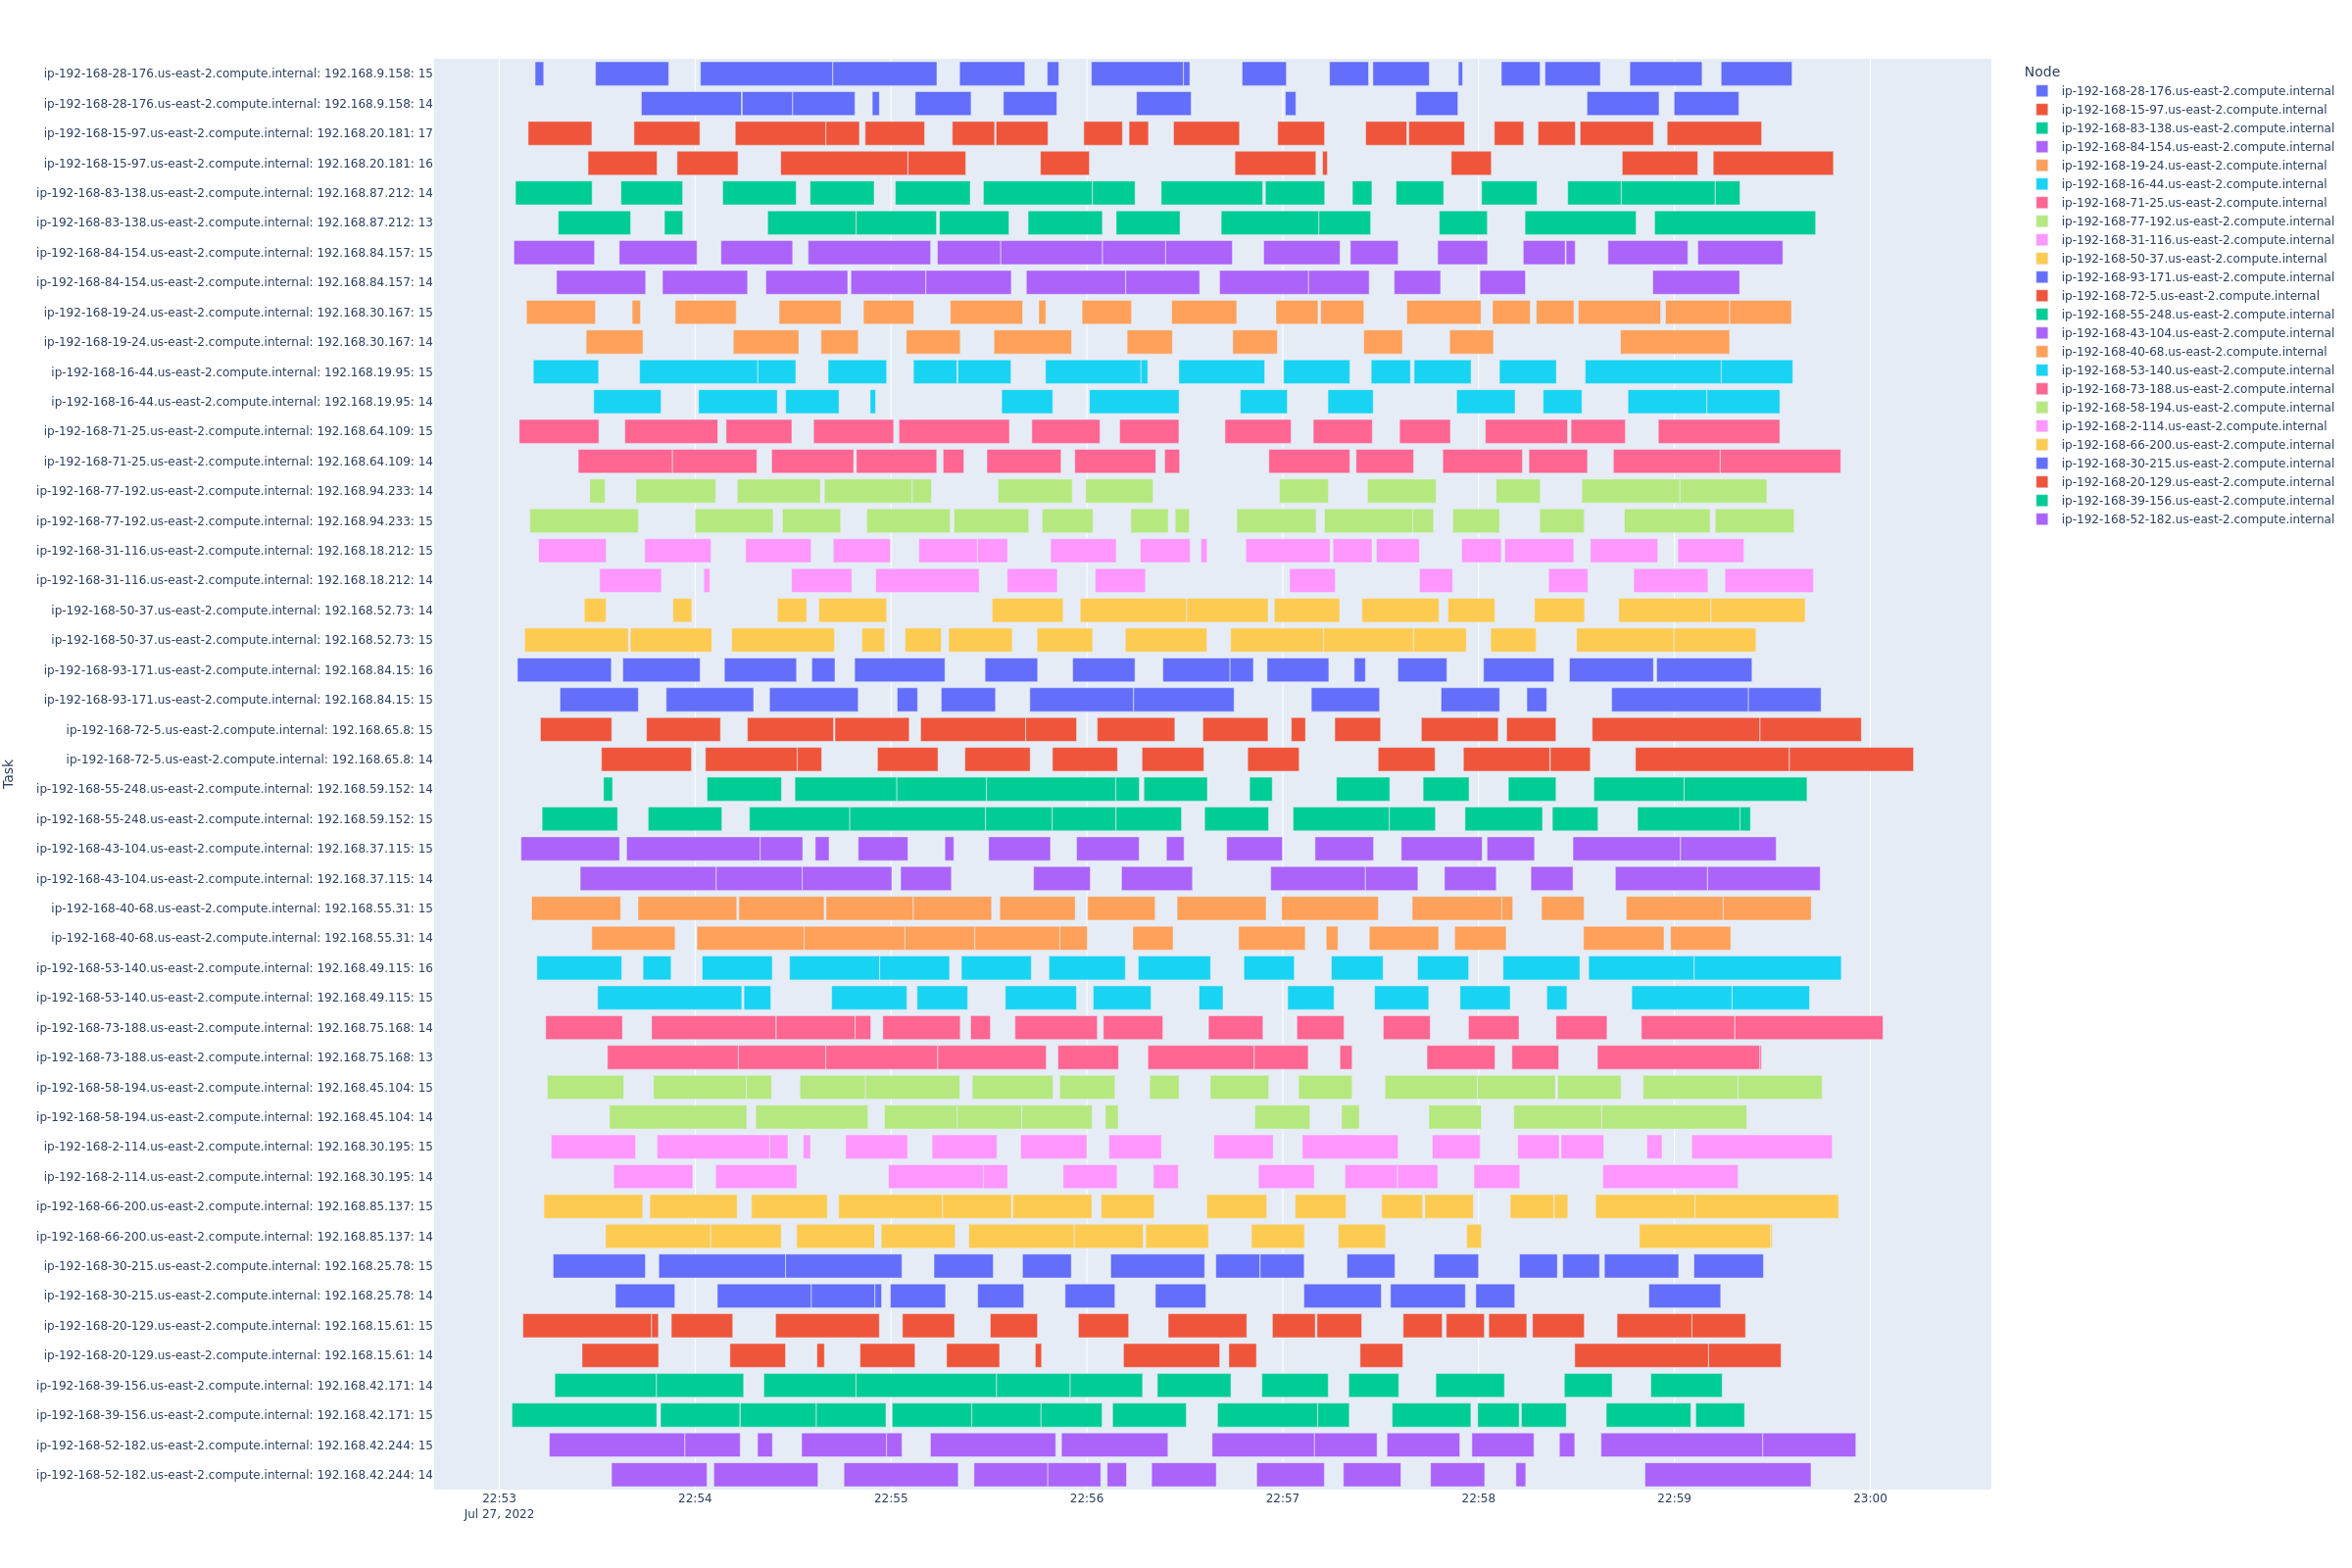 ip-192-168-28-176.us-east-2.compute.internal: 192.168.9.158: 15
ip-192-168-28-176.us-east-2.compute.internal: 192.168.9.158: 14
ip-192-168-15-97.us-east-2.compute.internal: 192.168.20.181: 17
ip-192-168-15-97.us-east-2.compute.internal: 192.168.20.181: 16
ip-192-168-83-138.us-east-2.compute.internal: 192.168.87.212: 14
ip-192-168-83-138.us-east-2.compute.internal: 192.168.87.212: 13
ip-192-168-84-154.us-east-2.compute.internal: 192.168.84.157: 15
ip-192-168-84-154.us-east-2.compute.internal: 192.168.84.157: 14
ip-192-168-19-24.us-east-2.compute.internal: 192.168.30.167: 15
ip-192-168-19-24.us-east-2.compute.internal: 192.168.30.167: 14
ip-192-168-16-44.us-east-2.compute.internal: 192.168.19.95: 15
ip-192-168-16-44.us-east-2.compute.internal: 192.168.19.95: 14
ip-192-168-71-25.us-east-2.compute.internal: 192.168.64.109: 15
ip-192-168-71-25.us-east-2.compute.internal: 192.168.64.109: 14
ip-192-168-77-192.us-east-2.compute.internal: 192.168.94.233: 14
ip-192-168-77-192.us-east-2.compute.internal: 192.168.94.233: 15
ip-192-168-31-116.us-east-2.compute.internal: 192.168.18.212: 15
ip-192-168-31-116.us-east-2.compute.internal: 192.168.18.212: 14
ip-192-168-50-37.us-east-2.compute.internal: 192.168.52.73: 14
ip-192-168-50-37.us-east-2.compute.internal: 192.168.52.73: 15
ip-192-168-93-171.us-east-2.compute.internal: 192.168.84.15: 16
ip-192-168-93-171.us-east-2.compute.internal: 192.168.84.15: 15
ip-192-168-72-5.us-east-2.compute.internal: 192.168.65.8: 15
ip-192-168-72-5.us-east-2.compute.internal: 192.168.65.8: 14
ip-192-168-55-248.us-east-2.compute.internal: 192.168.59.152: 14
ip-192-168-55-248.us-east-2.compute.internal: 192.168.59.152: 15
ip-192-168-43-104.us-east-2.compute.internal: 192.168.37.115: 15
ip-192-168-43-104.us-east-2.compute.internal: 192.168.37.115: 14
ip-192-168-40-68.us-east-2.compute.internal: 192.168.55.31: 15
ip-192-168-40-68.us-east-2.compute.internal: 192.168.55.31: 14
ip-192-168-53-140.us-east-2.compute.internal: 192.168.49.115: 16
ip-192-168-53-140.us-east-2.compute.internal: 192.168.49.115: 15
ip-192-168-73-188.us-east-2.compute.internal: 192.168.75.168: 14
ip-192-168-73-188.us-east-2.compute.internal: 192.168.75.168: 13
ip-192-168-58-194.us-east-2.compute.internal: 192.168.45.104: 15
ip-192-168-58-194.us-east-2.compute.internal: 192.168.45.104: 14
ip-192-168-2-114.us-east-2.compute.internal: 192.168.30.195: 15
ip-192-168-2-114.us-east-2.compute.internal: 192.168.30.195: 14
ip-192-168-66-200.us-east-2.compute.internal: 192.168.85.137: 15
ip-192-168-66-200.us-east-2.compute.internal: 192.168.85.137: 14
ip-192-168-30-215.us-east-2.compute.internal: 192.168.25.78: 15
ip-192-168-30-215.us-east-2.compute.internal: 192.168.25.78: 14
ip-192-168-20-129.us-east-2.compute.internal: 192.168.15.61: 15
ip-192-168-20-129.us-east-2.compute.internal: 192.168.15.61: 14
ip-192-168-39-156.us-east-2.compute.internal: 192.168.42.171: 14
ip-192-168-39-156.us-east-2.compute.internal: 192.168.42.171: 15
ip-192-168-52-182.us-east-2.compute.internal: 192.168.42.244: 15
ip-192-168-52-182.us-east-2.compute.internal: 192.168.42.244: 14
Task
22:53 22:54 22:55 22:56 22:57 22:58 22:59 23:00
Jul 27, 2022
Node
ip-192-168-28-176.us-east-2.compute.internal
ip-192-168-15-97.us-east-2.compute.internal
ip-192-168-83-138.us-east-2.compute.internal
ip-192-168-84-154.us-east-2.compute.internal
ip-192-168-19-24.us-east-2.compute.internal
ip-192-168-16-44.us-east-2.compute.internal
ip-192-168-71-25.us-east-2.compute.internal
ip-192-168-77-192.us-east-2.compute.internal
ip-192-168-31-116.us-east-2.compute.internal
ip-192-168-50-37.us-east-2.compute.internal
ip-192-168-93-171.us-east-2.compute.internal
ip-192-168-72-5.us-east-2.compute.internal
ip-192-168-55-248.us-east-2.compute.internal
ip-192-168-43-104.us-east-2.compute.internal
ip-192-168-40-68.us-east-2.compute.internal
ip-192-168-53-140.us-east-2.compute.internal
ip-192-168-73-188.us-east-2.compute.internal
ip-192-168-58-194.us-east-2.compute.internal
ip-192-168-2-114.us-east-2.compute.internal
ip-192-168-66-200.us-east-2.compute.internal
ip-192-168-30-215.us-east-2.compute.internal
ip-192-168-20-129.us-east-2.compute.internal
ip-192-168-39-156.us-east-2.compute.internal
ip-192-168-52-182.us-east-2.compute.internal